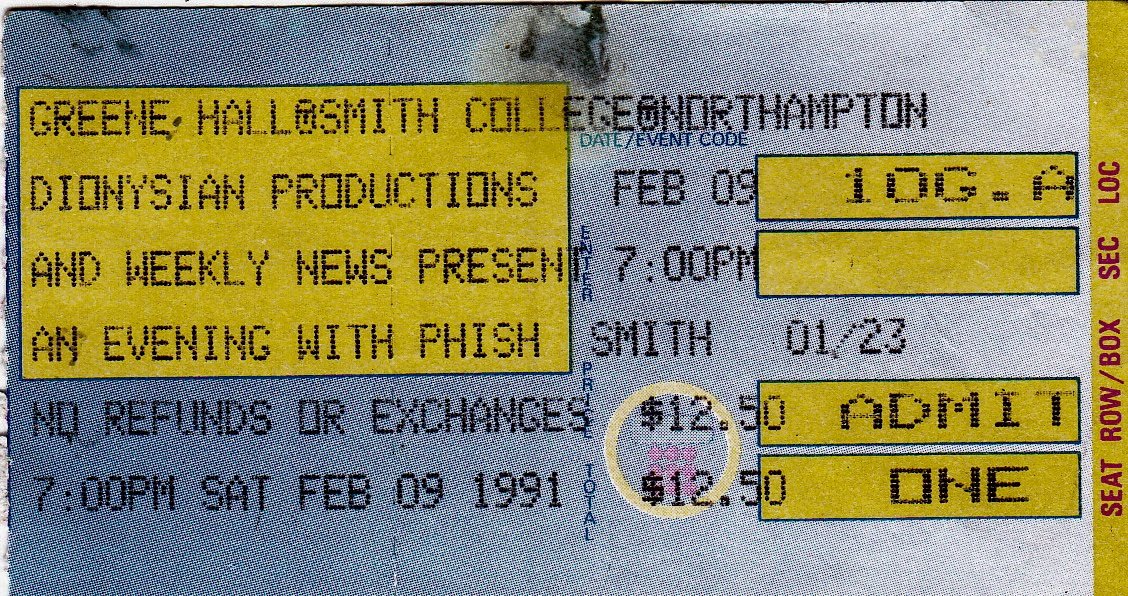 GREENE HALL@SMITH COLLEGE@NORTHAMPTON
DATE/EVENT CODE
DIONYSIAN PRODUCTIONS FEB 09 10G.A
AND WEEKLY NEWS PRESENT 7:00PM
AN EVENING WITH PHISH SMITH 01/23
NO REFUNDS OR EXCHANGES $12.50 ADMIT
7:00PM SAT FEB 09 1991 $12.50 ONE
ENTER PRICE TOTAL
SEAT ROW/BOX SEC LOC